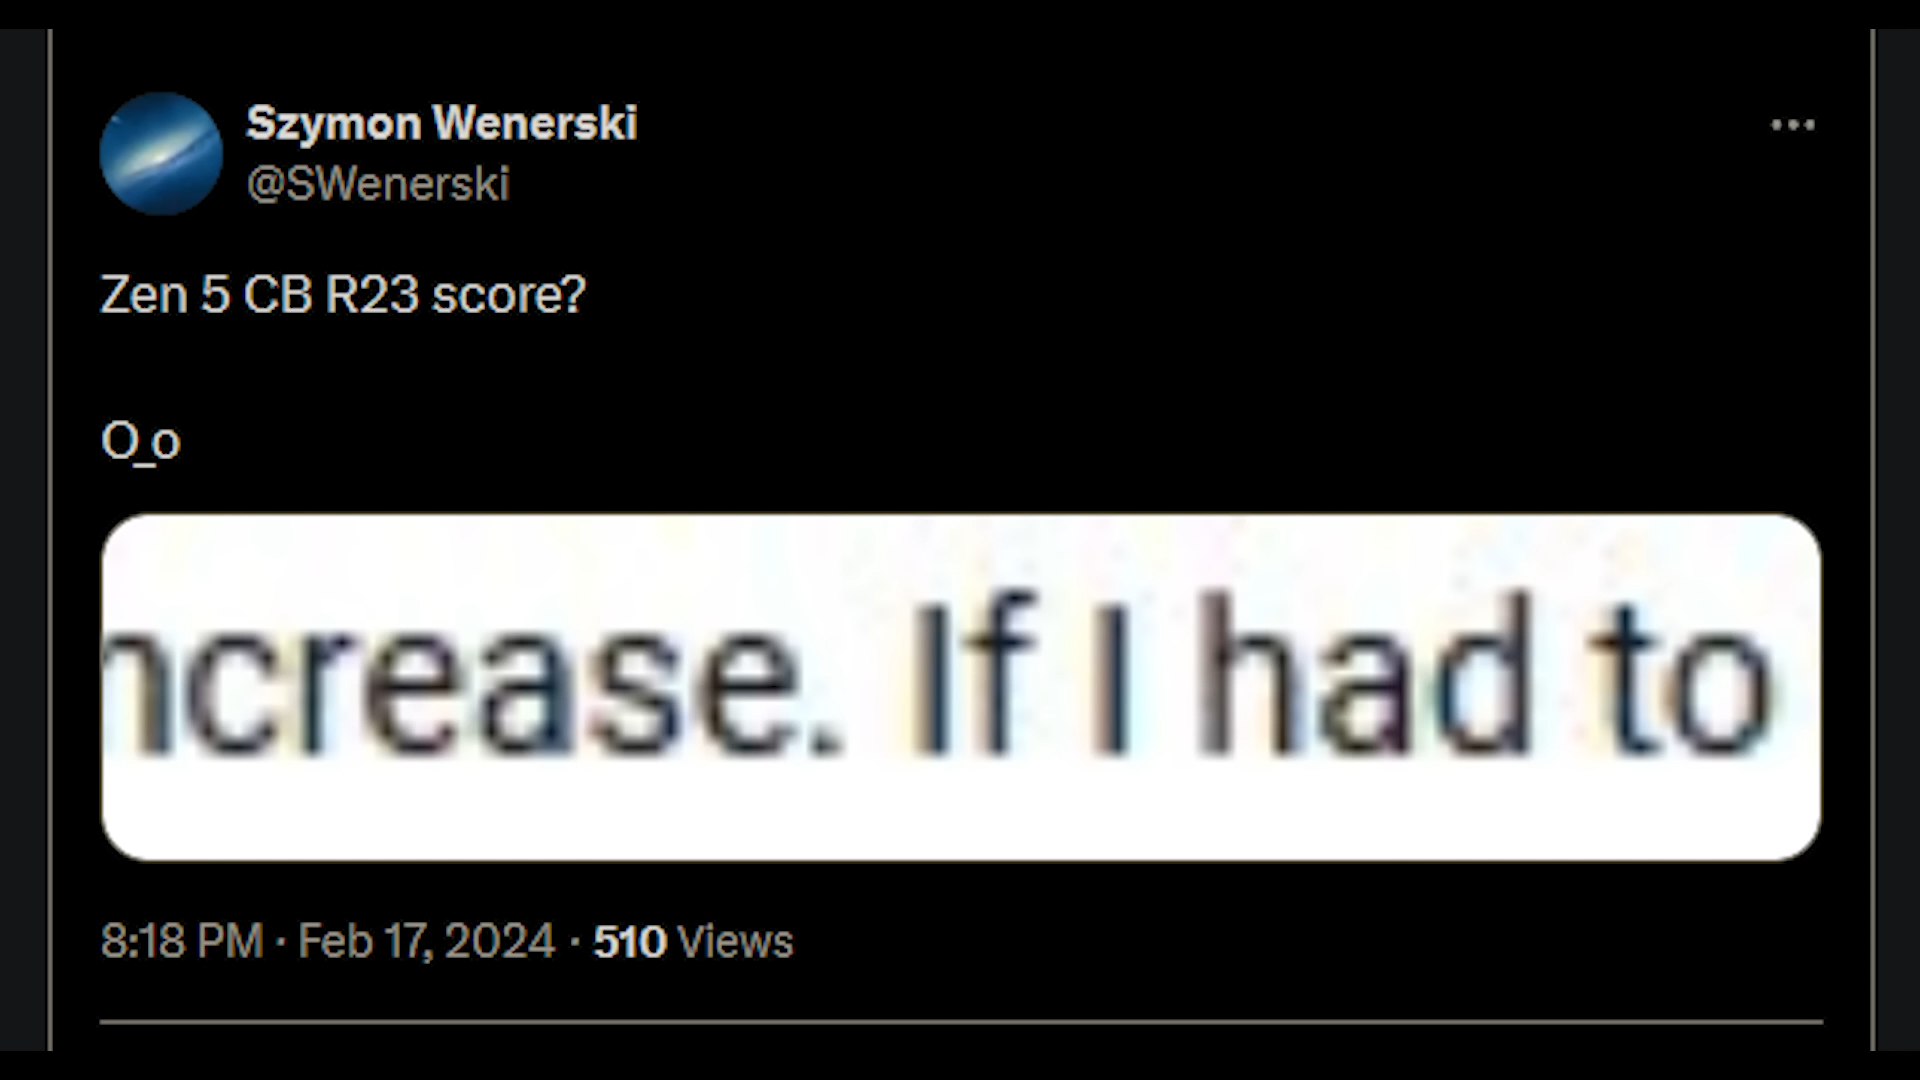 Szymon Wenerski
@SWenerski
Zen 5 CB R23 score?
O_o
ncrease. If I had to
8:18 PM · Feb 17, 2024 · 510 Views